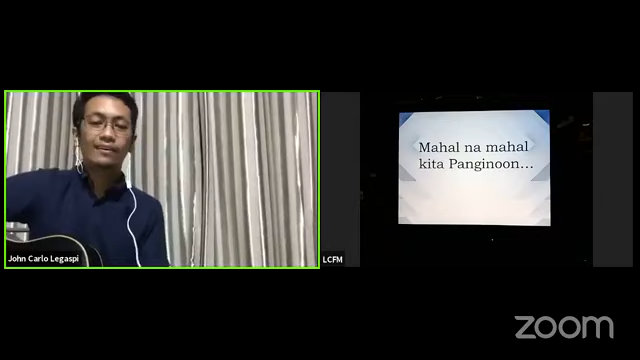 Mahal na mahal
kita Panginoon...
John Carlo Legaspi
LCFM
zoom